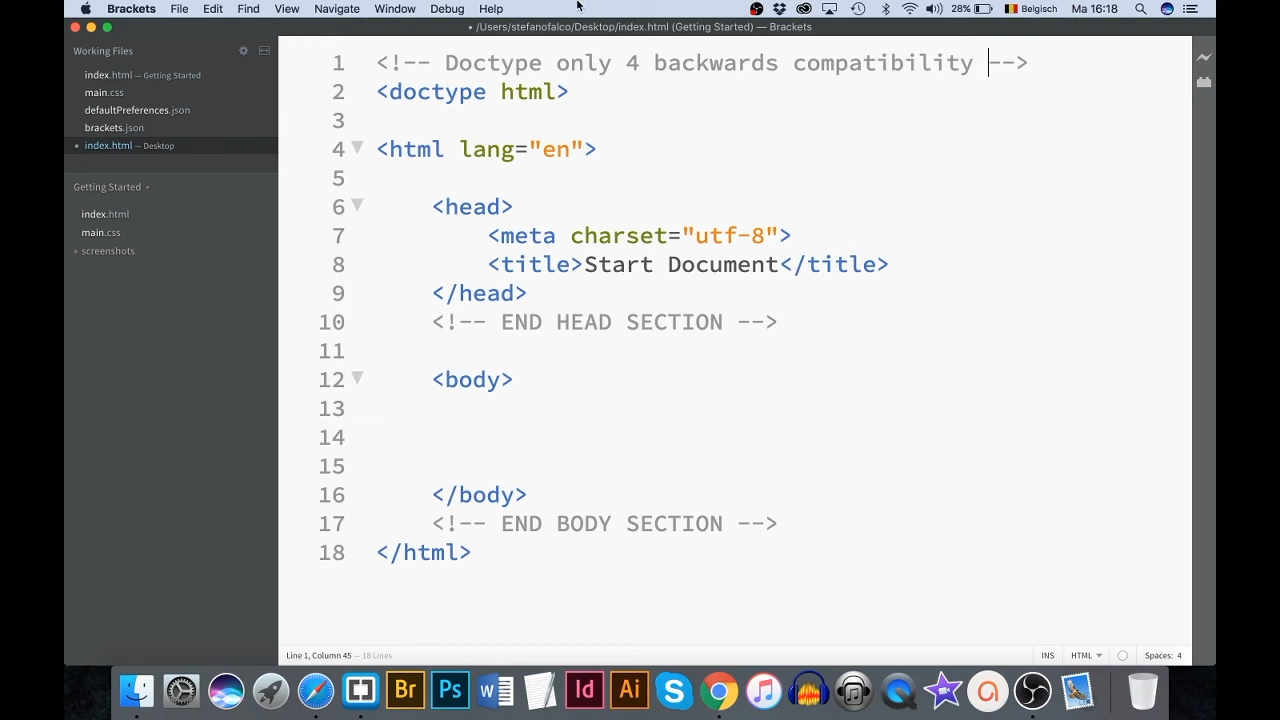 Brackets File Edit Find View Navigate Window Debug Help 28% Belgisch Ma 16:18
• /Users/stefanofalco/Desktop/index.html (Getting Started) — Brackets
Working Files
index.html — Getting Started
main.css
defaultPreferences.json
brackets.json
index.html — Desktop
Getting Started
index.html
main.css
screenshots
1 <!-- Doctype only 4 backwards compatibility -->
2 <doctype html>
3
4 <html lang="en">
5
6 <head>
7 <meta charset="utf-8">
8 <title>Start Document</title>
9 </head>
10 <!-- END HEAD SECTION -->
11
12 <body>
13
14
15
16 </body>
17 <!-- END BODY SECTION -->
18 </html>
Line 1, Column 45 — 18 Lines INS HTML Spaces: 4
Br Ps W Id Ai S